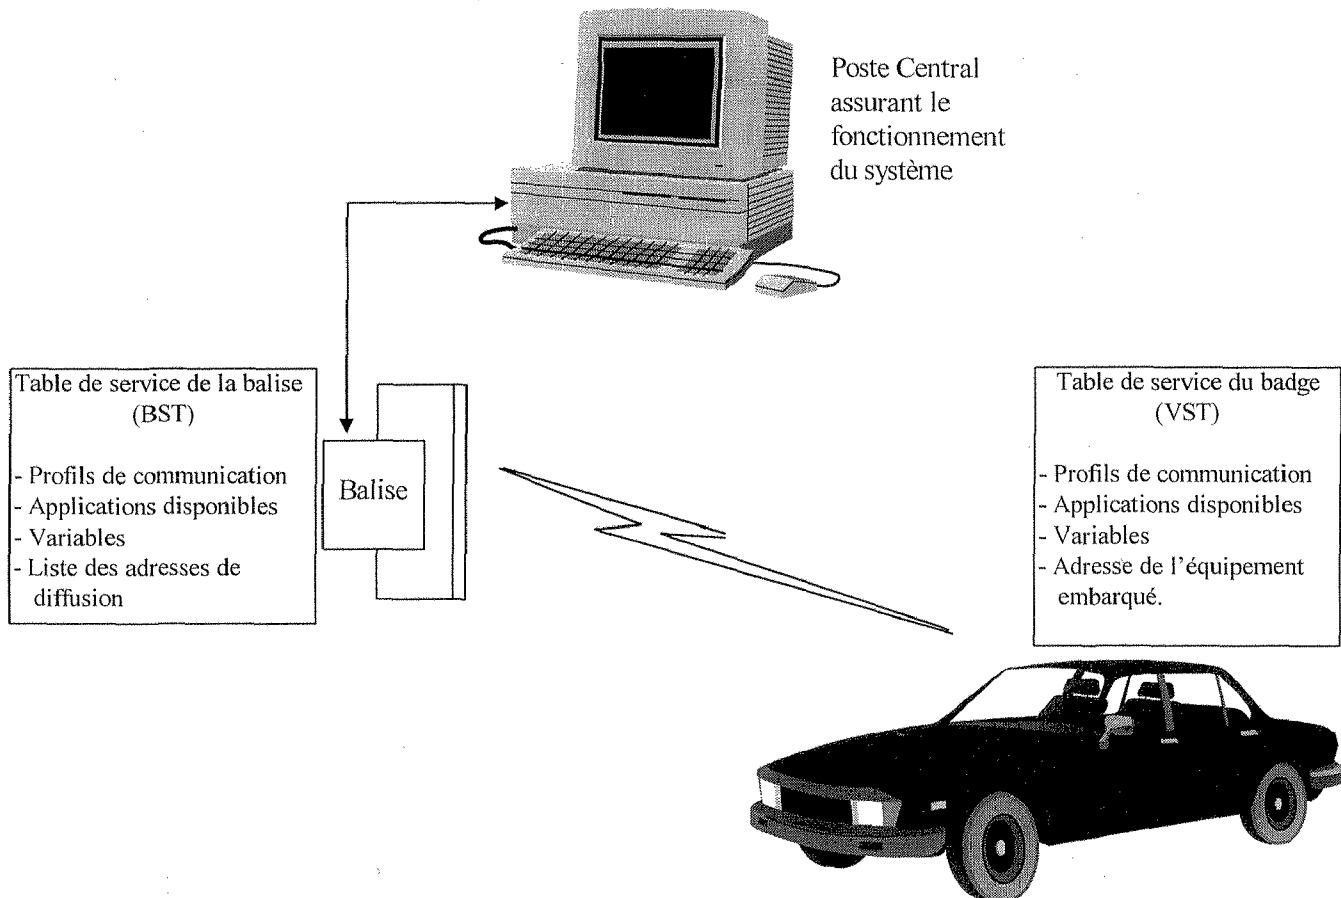 Poste Central
assurant le
fonctionnement
du système
Table de service de la balise
(BST)
- Profils de communication
- Applications disponibles
- Variables
- Liste des adresses de
diffusion
Balise
Table de service du badge
(VST)
- Profils de communication
- Applications disponibles
- Variables
- Adresse de l'équipement
embarqué.